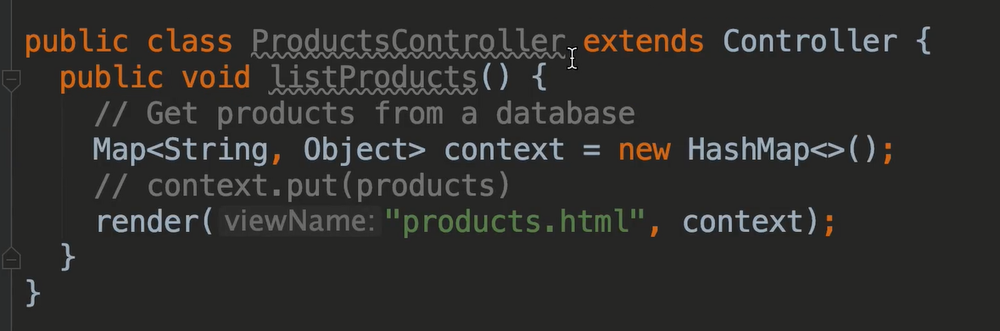 public class ProductsController extends Controller {
public void listProducts() {
// Get products from a database
Map<String, Object> context = new HashMap<>();
// context.put(products)
render( viewName: "products.html", context);
}
}